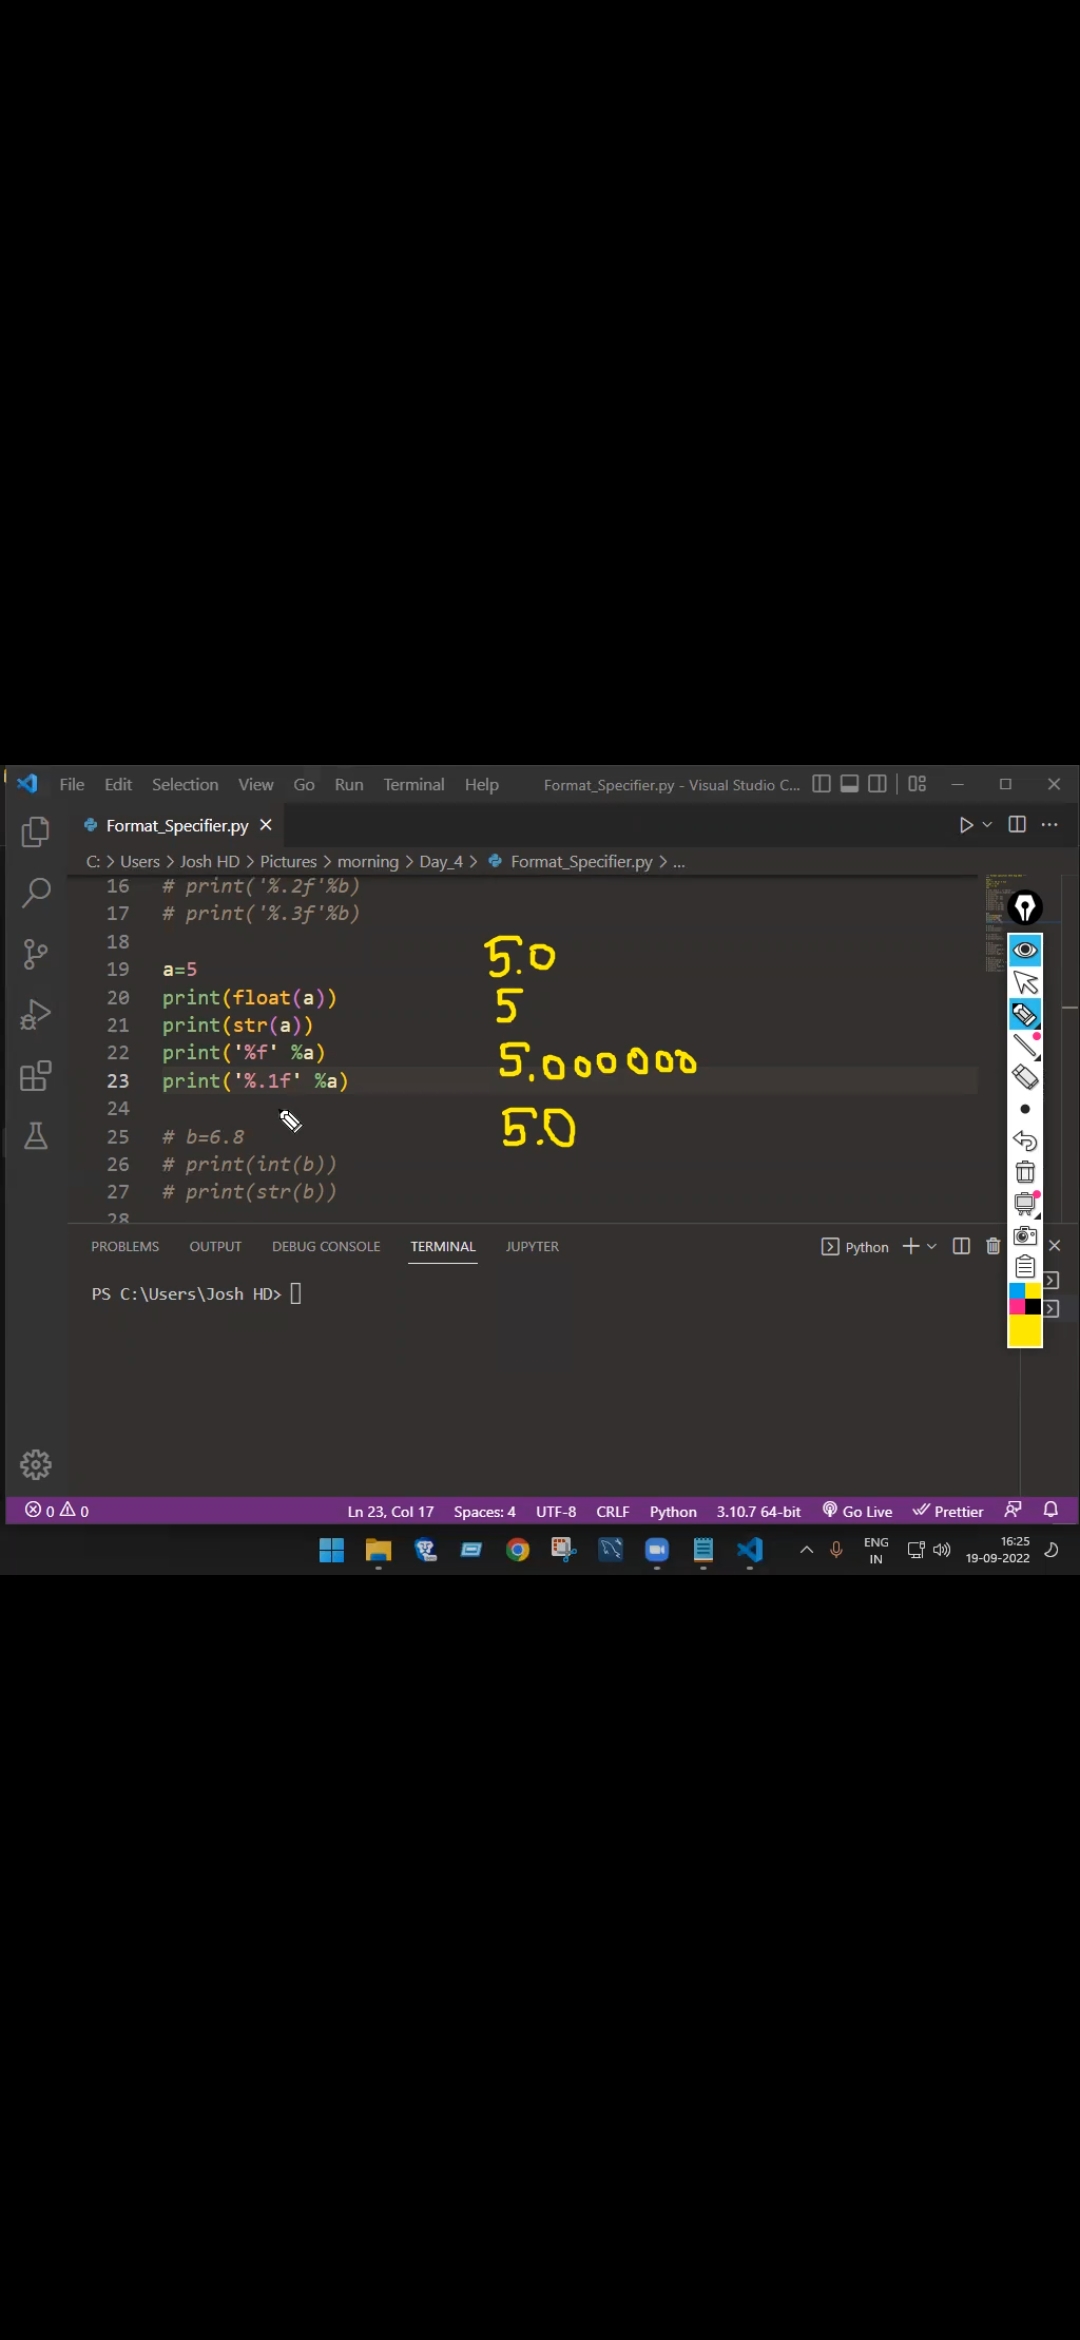 File Edit Selection View Go Run Terminal Help Format_Specifier.py - Visual Studio C...
Format_Specifier.py
C: > Users > Josh HD > Pictures > morning > Day_4 > Format_Specifier.py > ...
16 # print('%.2f'%b)
17 # print('%.3f'%b)
18
19 a=5
5.0
20 print(float(a))
5
21 print(str(a))
22 print('%f' %a)
5.000000
23 print('%.1f' %a)
24
5.0
25 # b=6.8
26 # print(int(b))
27 # print(str(b))
28
PROBLEMS OUTPUT DEBUG CONSOLE TERMINAL JUPYTER Python
PS C:\Users\Josh HD>
0 0 Ln 23, Col 17 Spaces: 4 UTF-8 CRLF Python 3.10.7 64-bit Go Live Prettier
ENG 16:25
IN 19-09-2022